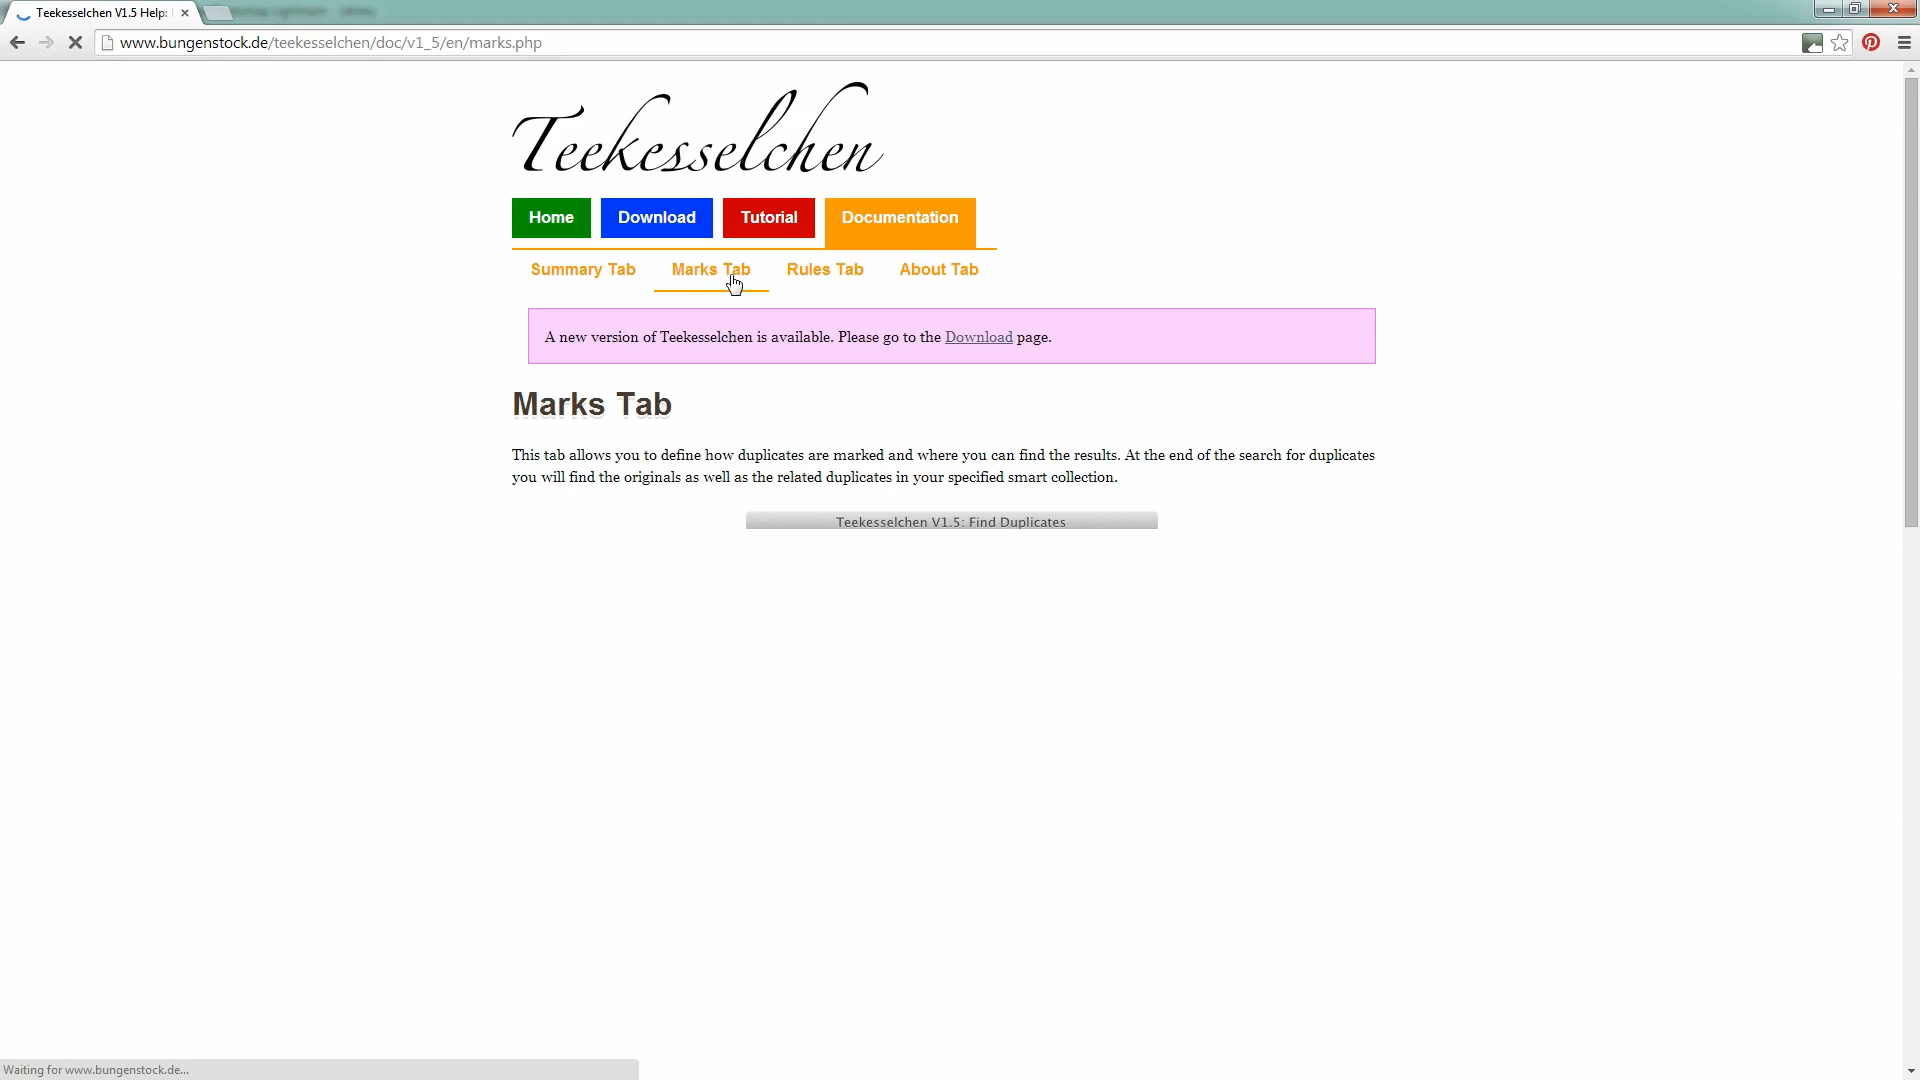 Teekesselchen V1.5 Help:
www.bungenstock.de/teekesselchen/doc/v1_5/en/marks.php
Teekesselchen
Home Download Tutorial Documentation
Summary Tab Marks Tab Rules Tab About Tab
A new version of Teekesselchen is available. Please go to the Download page.
Marks Tab
This tab allows you to define how duplicates are marked and where you can find the results. At the end of the search for duplicates
you will find the originals as well as the related duplicates in your specified smart collection.
Teekesselchen V1.5: Find Duplicates
Waiting for www.bungenstock.de...